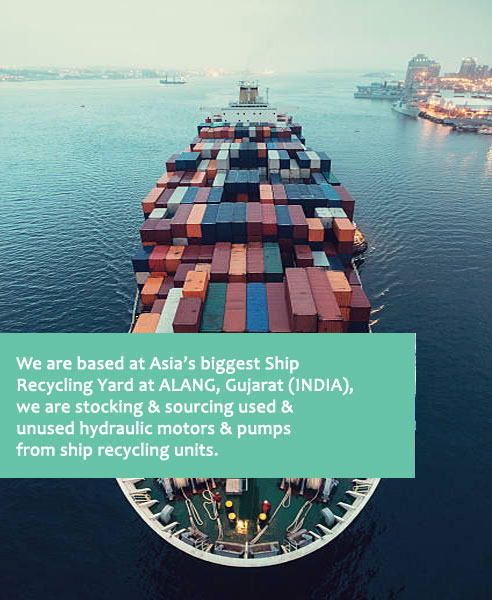 We are based at Asia's biggest Ship
Recycling Yard at ALANG, Gujarat (INDIA),
we are stocking & sourcing used &
unused hydraulic motors & pumps
from ship recycling units.